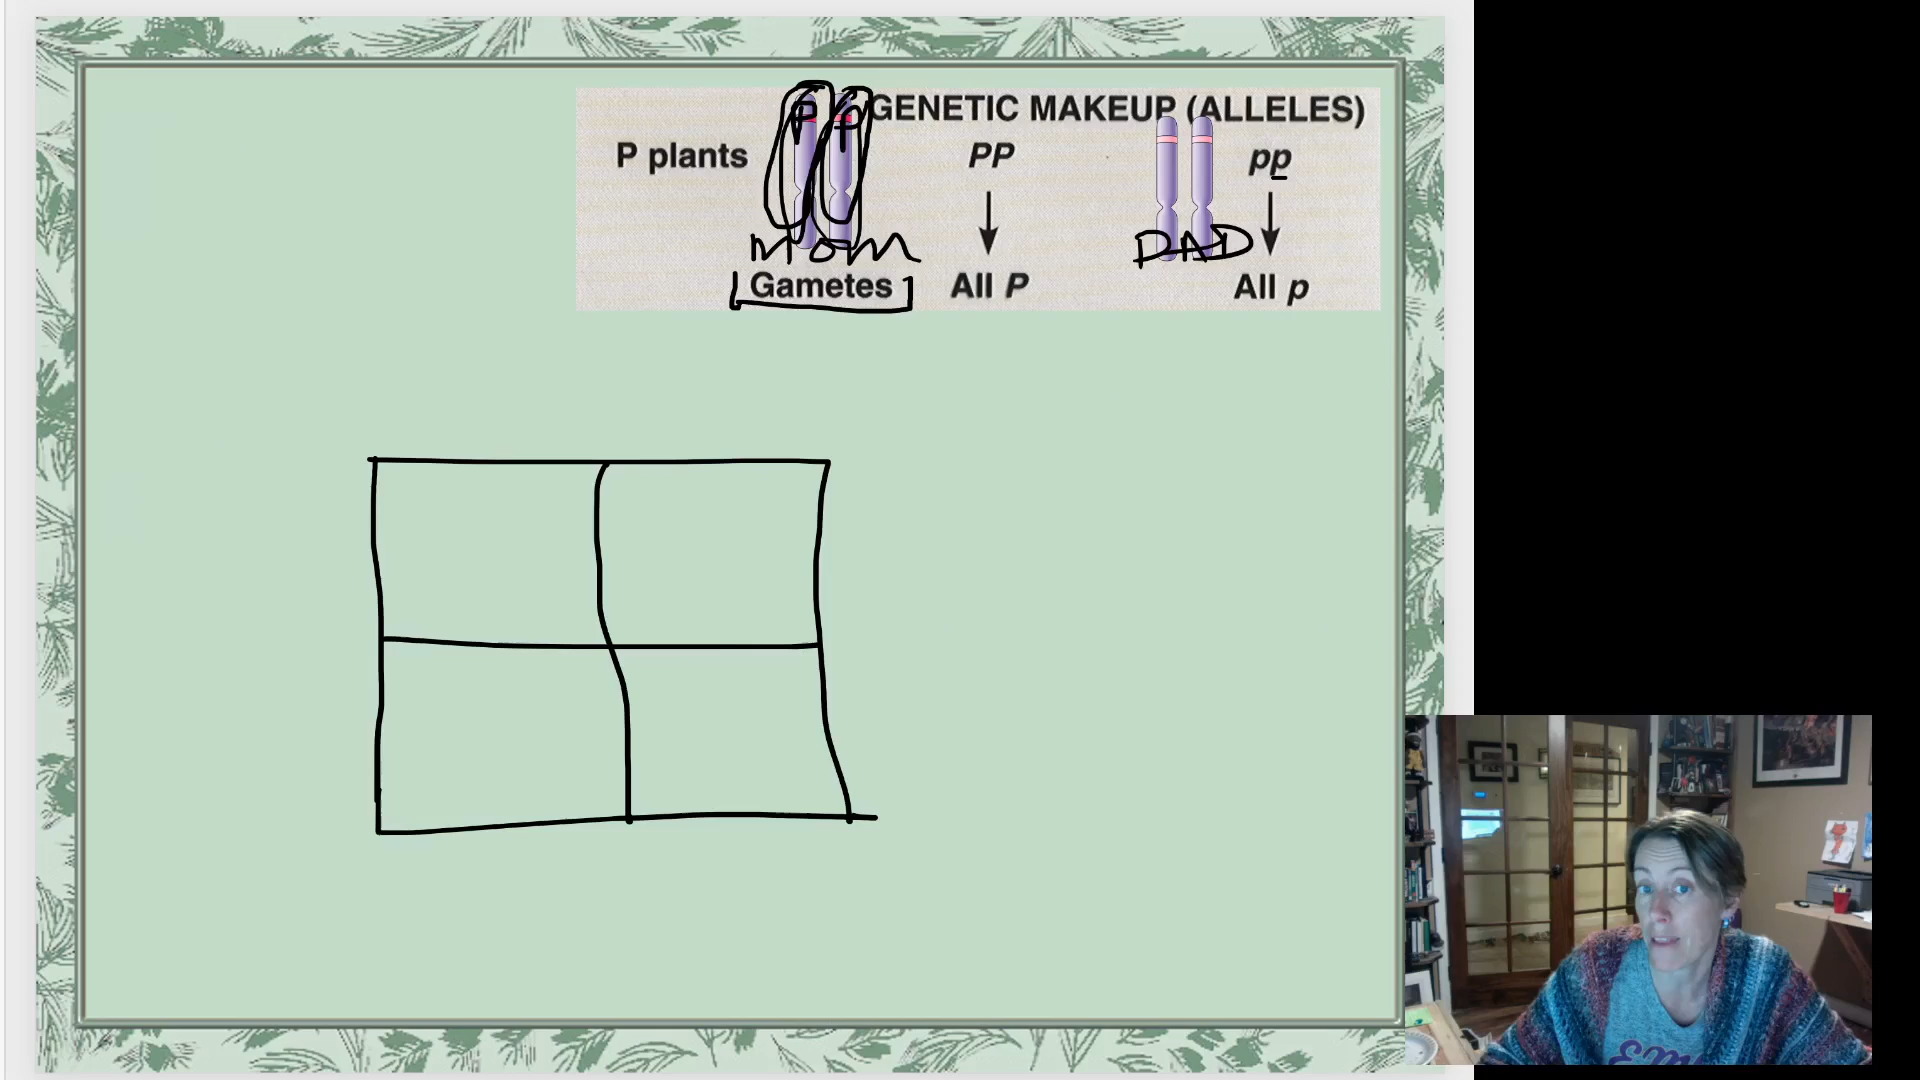 GENETIC MAKEUP (ALLELES)
P P
P plants PP pp
MOM DAD
Gametes All P All p